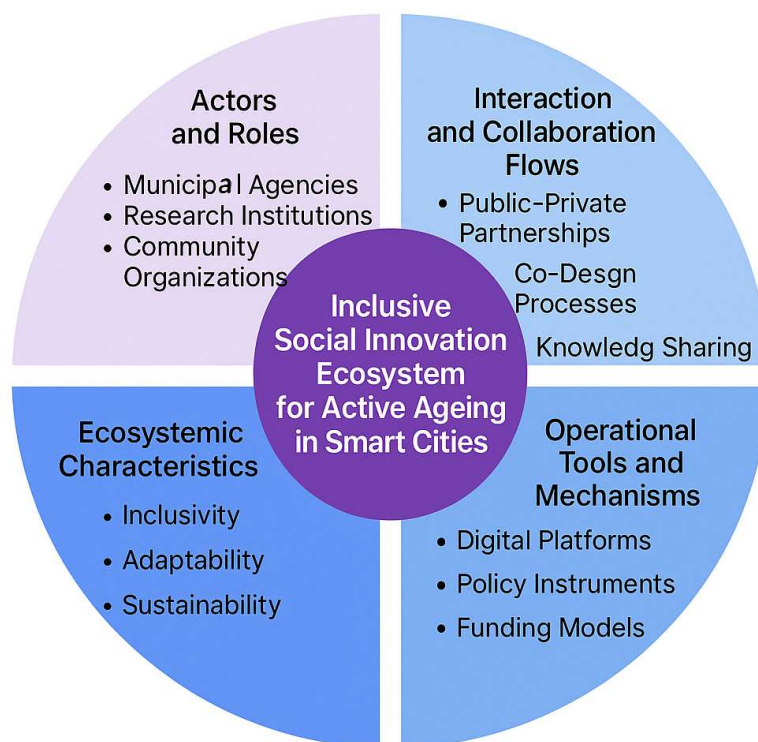 Actors
and Roles
• Municipal Agencies
• Research Institutions
• Community
Organizations
Interaction
and Collaboration
Flows
• Public-Private
Partnerships
Co-Desgn
Processes
Knowledg Sharing
Inclusive
Social Innovation
Ecosystem
for Active Ageing
in Smart Cities
Ecosystemic
Characteristics
• Inclusivity
• Adaptability
• Sustainability
Operational
Tools and
Mechanisms
• Digital Platforms
• Policy Instruments
• Funding Models